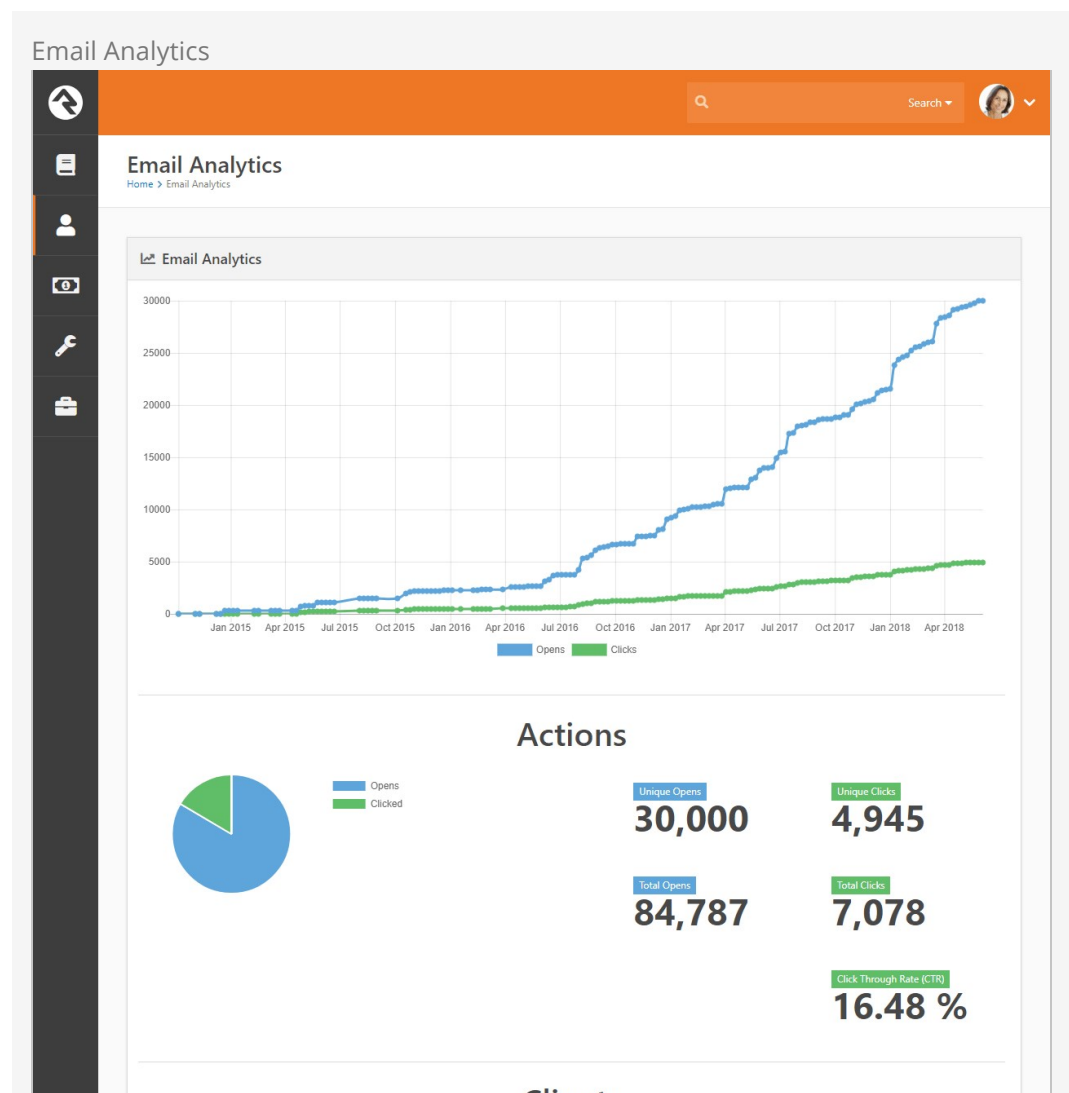 Email Analytics
Search
Email Analytics
Home > Email Analytics
Email Analytics
30000
25000
20000
15000
10000
5000
0
Jan 2015 Apr 2015 Jul 2015 Oct 2015 Jan 2016 Apr 2016 Jul 2016 Oct 2016 Jan 2017 Apr 2017 Jul 2017 Oct 2017 Jan 2018 Apr 2018
Opens Clicks
Actions
Opens
Clicked
Unique Opens Unique Clicks
30,000 4,945
Total Opens Total Clicks
84,787 7,078
Click Through Rate (CTR)
16.48 %